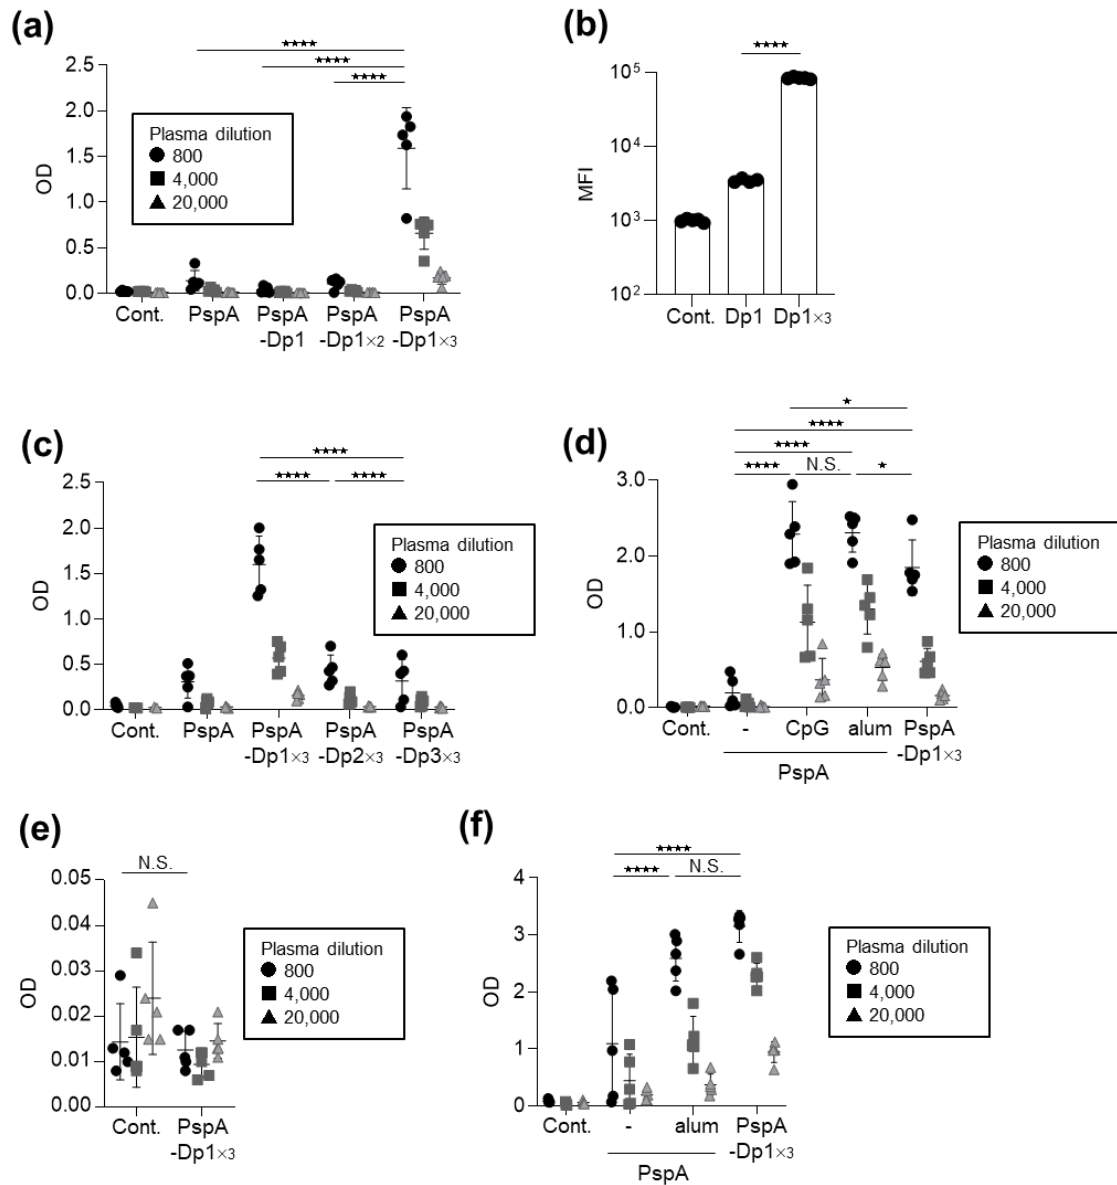 (a)
★★★★
★★★★
★★★★
2.5
2.0
1.5
1.0
0.5
0.0
OD
Plasma dilution
800
4,000
20,000
Cont.
PspA
PspA
-Dp1
PspA
-Dp1×2
PspA
-Dp1×3
(b)
★★★★
10⁵
10⁴
10³
10²
MFI
Cont.
Dp1
Dp1×3
(c)
★★★★
★★★★
★★★★
2.5
2.0
1.5
1.0
0.5
0.0
OD
Plasma dilution
800
4,000
20,000
Cont.
PspA
PspA
-Dp1×3
PspA
-Dp2×3
PspA
-Dp3×3
(d)
★
★★★★
★★★★
N.S.
★★★★
★
3.0
2.0
1.0
0.0
OD
Plasma dilution
800
4,000
20,000
Cont.
-
CpG
alum
PspA
-Dp1×3
PspA
(e)
N.S.
0.05
0.04
0.03
0.02
0.01
0.00
OD
Plasma dilution
800
4,000
20,000
Cont.
PspA
-Dp1×3
(f)
★★★★
★★★★
N.S.
4
3
2
1
0
OD
Plasma dilution
800
4,000
20,000
Cont.
-
alum
PspA
-Dp1×3
PspA